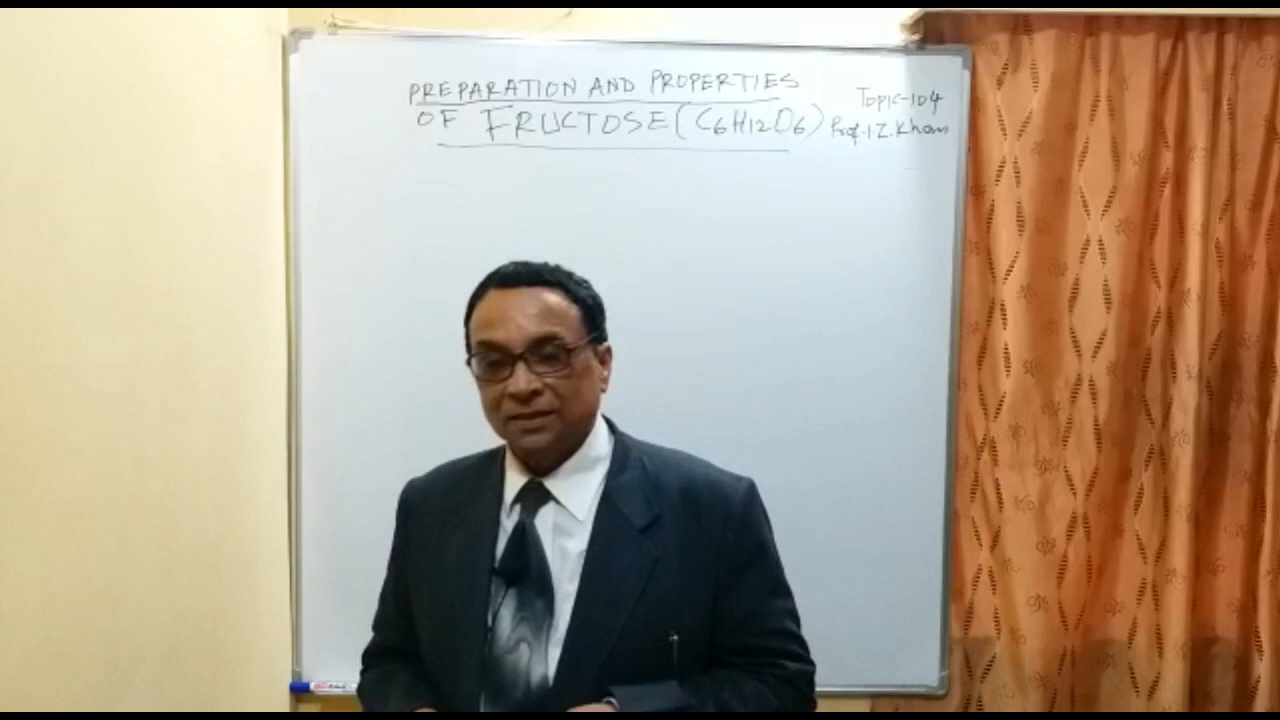 PREPARATION AND PROPERTIES
OF FRUCTOSE (C6H12O6)
Topic-104
Prof. I.Z. Khan